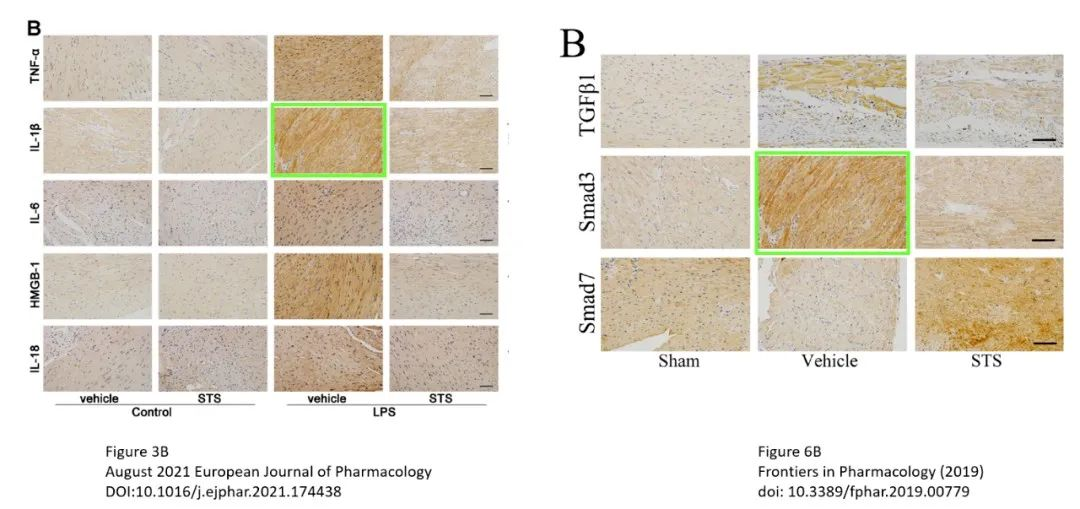 B
TNF-α
IL-1β
IL-6
HMGB-1
IL-18
vehicle STS vehicle STS
Control LPS
Figure 3B
August 2021 European Journal of Pharmacology
DOI:10.1016/j.ejphar.2021.174438
B
TGFβ1
Smad3
Smad7
Sham Vehicle STS
Figure 6B
Frontiers in Pharmacology (2019)
doi: 10.3389/fphar.2019.00779